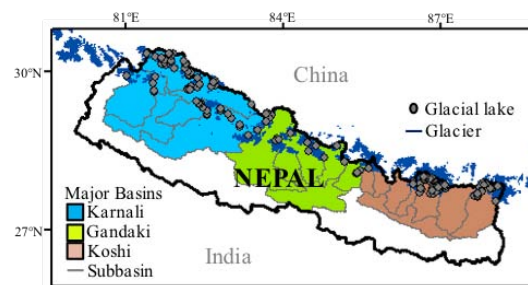 81°E 84°E 87°E
30°N
China
Glacial lake
Glacier
NEPAL
Major Basins
Karnali
Gandaki
Koshi
Subbasin
27°N
India